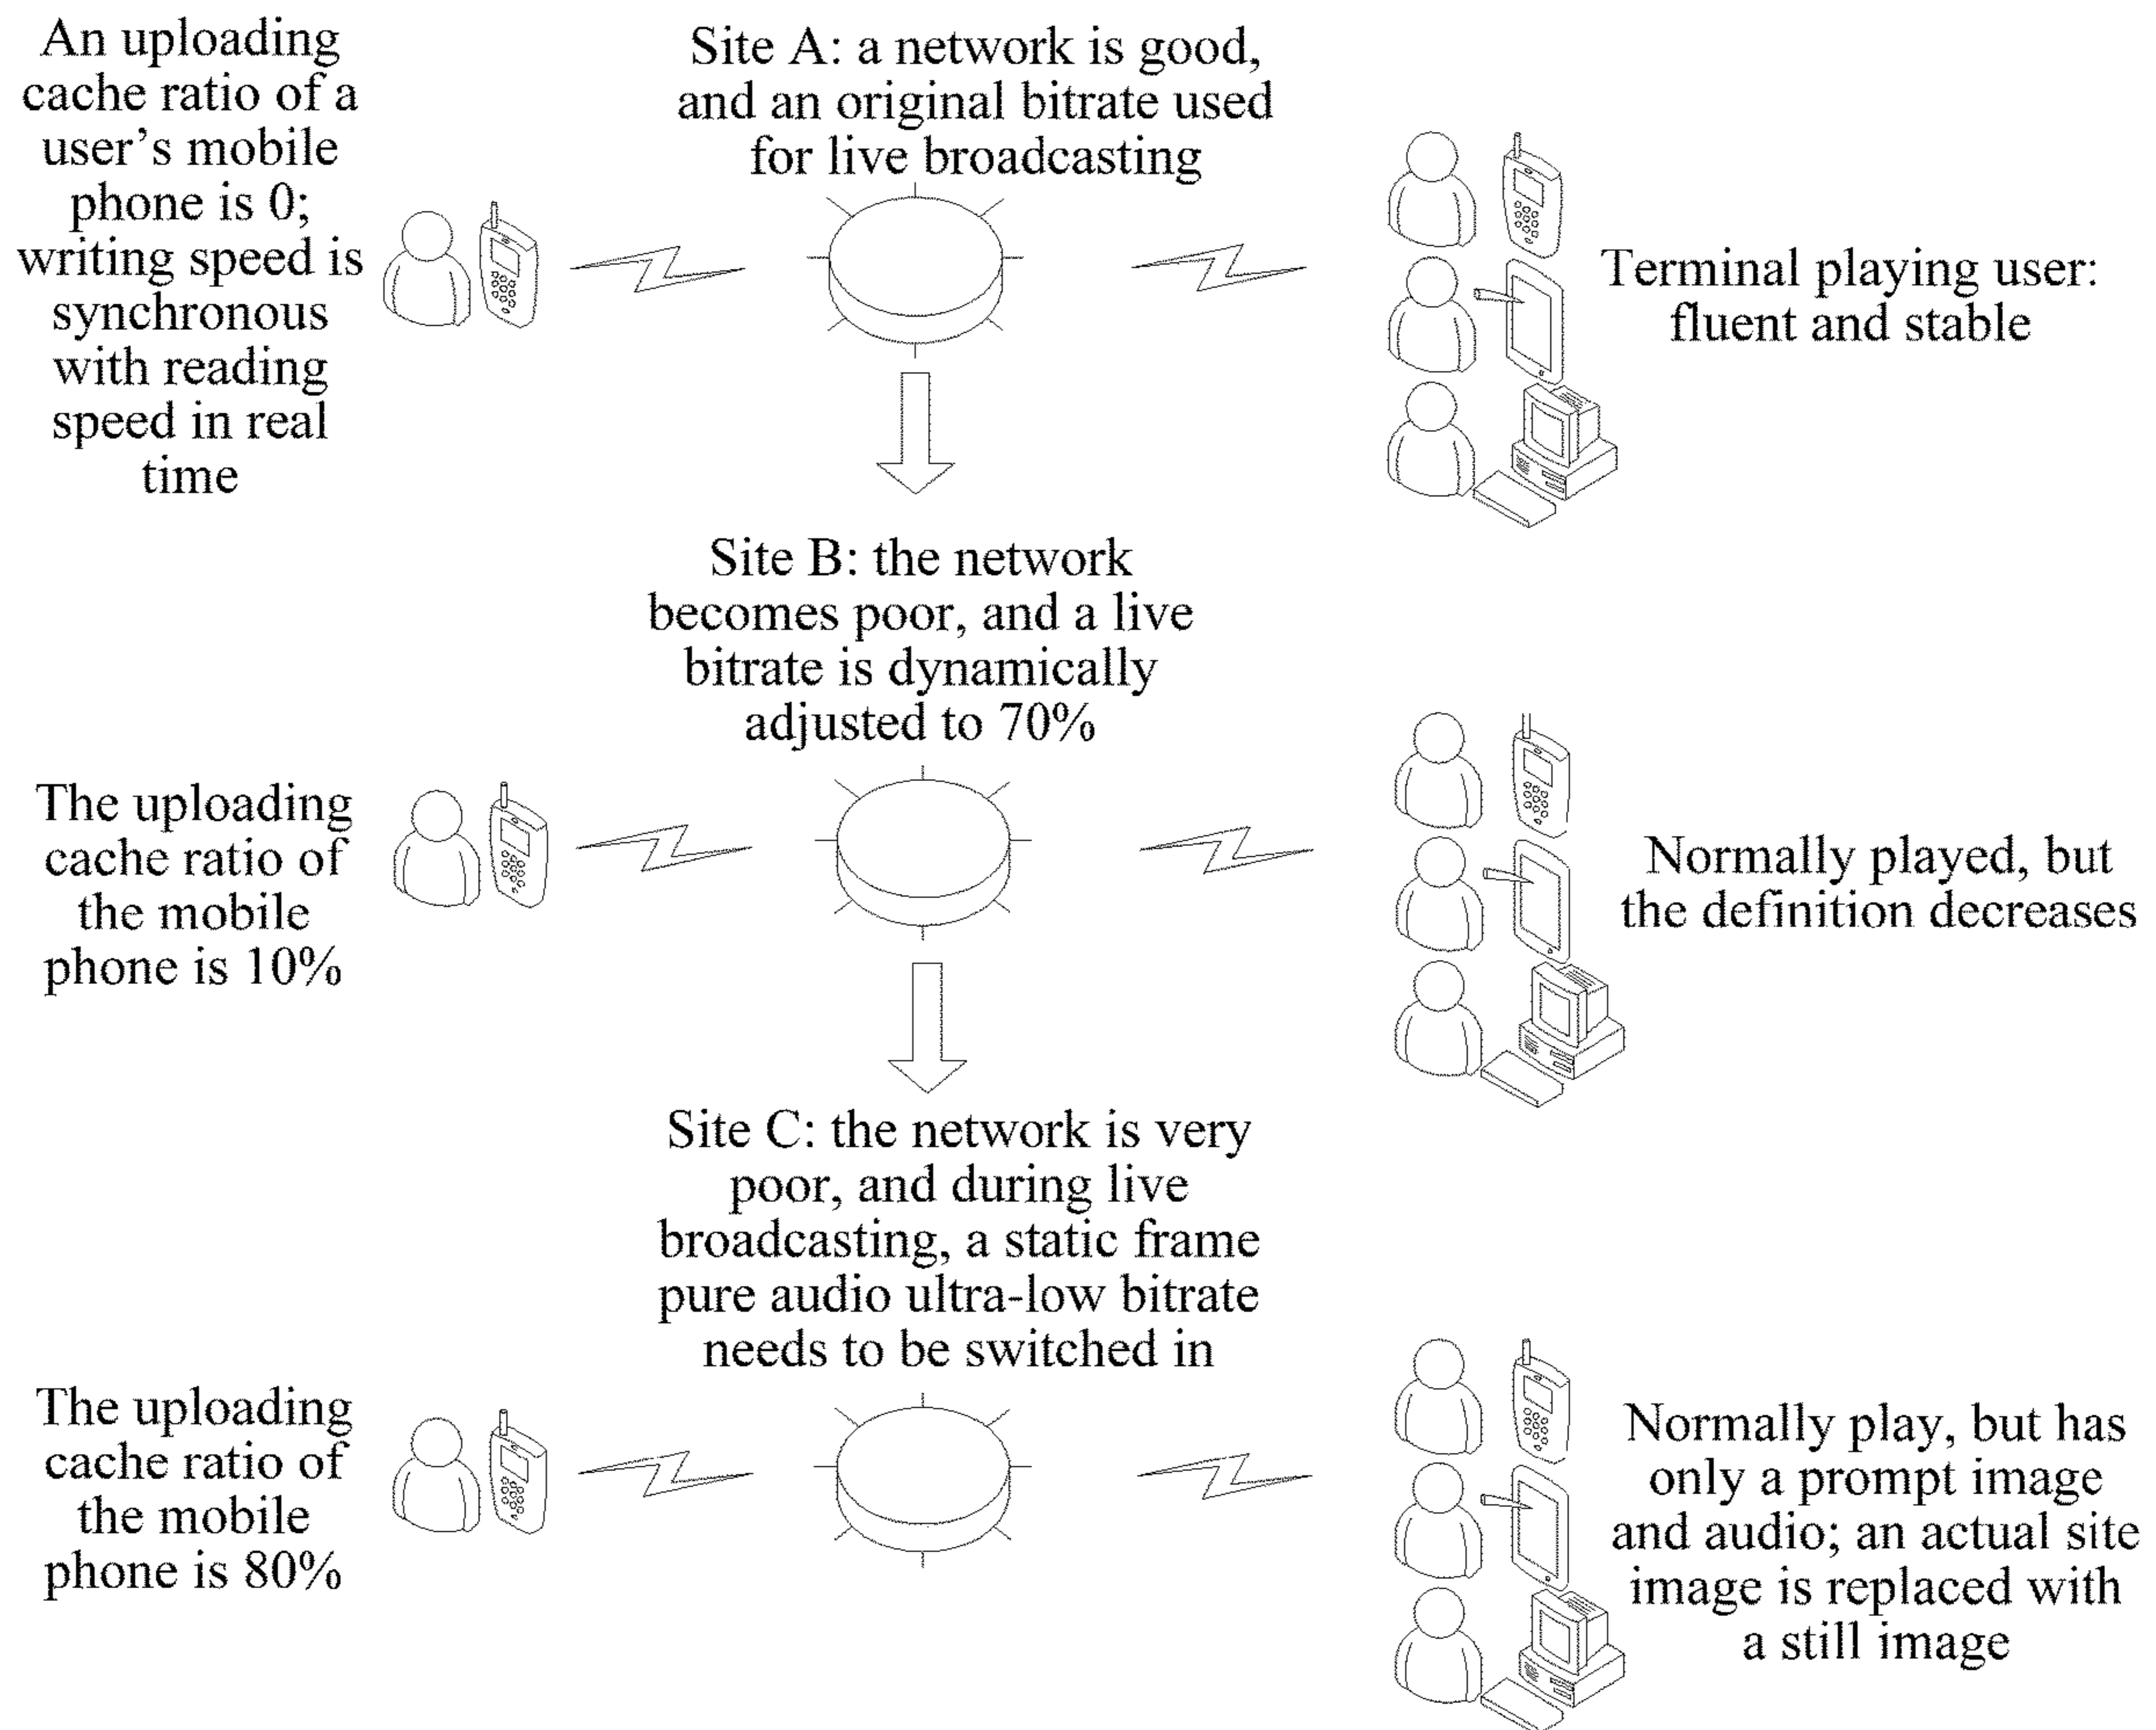 An uploading
cache ratio of a
user's mobile
phone is 0;
writing speed is
synchronous
with reading
speed in real
time
Site A: a network is good,
and an original bitrate used
for live broadcasting
Terminal playing user:
fluent and stable
Site B: the network
becomes poor, and a live
bitrate is dynamically
adjusted to 70%
The uploading
cache ratio of
the mobile
phone is 10%
Normally played, but
the definition decreases
Site C: the network is very
poor, and during live
broadcasting, a static frame
pure audio ultra-low bitrate
needs to be switched in
The uploading
cache ratio of
the mobile
phone is 80%
Normally play, but has
only a prompt image
and audio; an actual site
image is replaced with
a still image